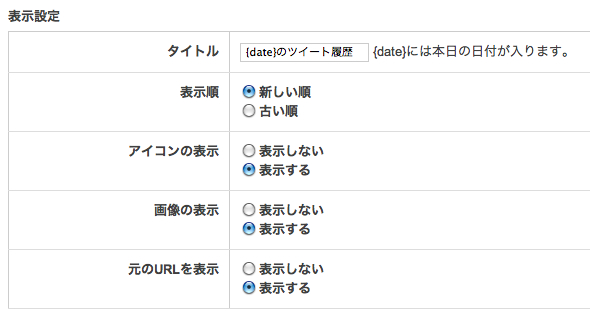 表示設定
タイトル {date}のツイート履歴 {date}には本日の日付が入ります。
表示順 新しい順
古い順
アイコンの表示 表示しない
表示する
画像の表示 表示しない
表示する
元のURLを表示 表示しない
表示する